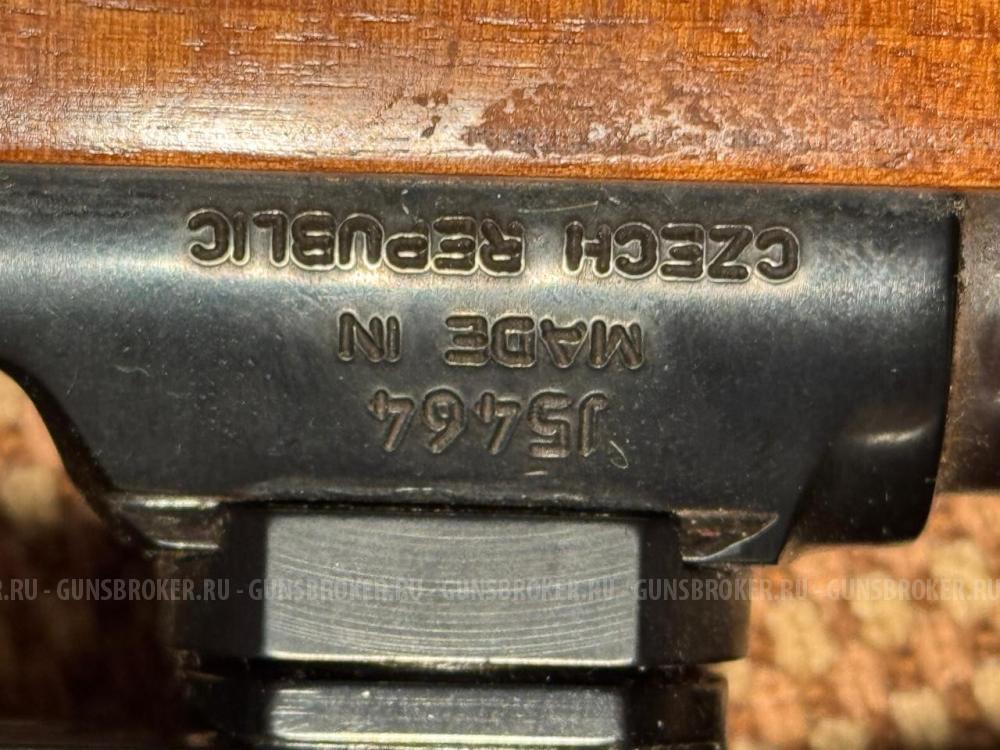 J5464
MADE IN
CZECH REPUBLIC
.RU - GUNSBROKER.RU - GUNSBROKER.RU - GUNSBROKER.RU - GUNSBROKER.RU - GUNSBROKER